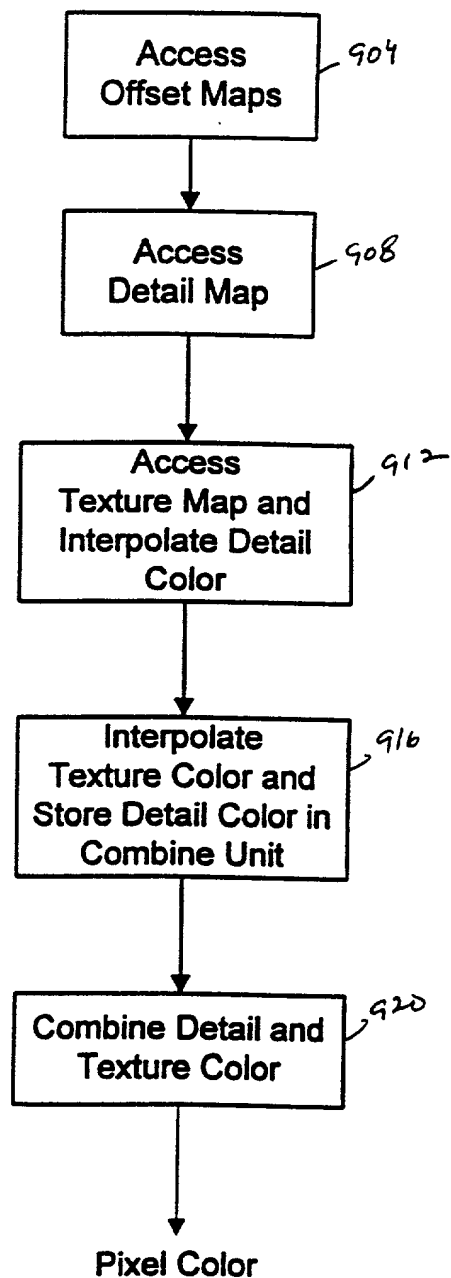 Access
Offset Maps
904
Access
Detail Map
908
Access
Texture Map and
Interpolate Detail
Color
912
Interpolate
Texture Color and
Store Detail Color in
Combine Unit
916
Combine Detail and
Texture Color
920
Pixel Color